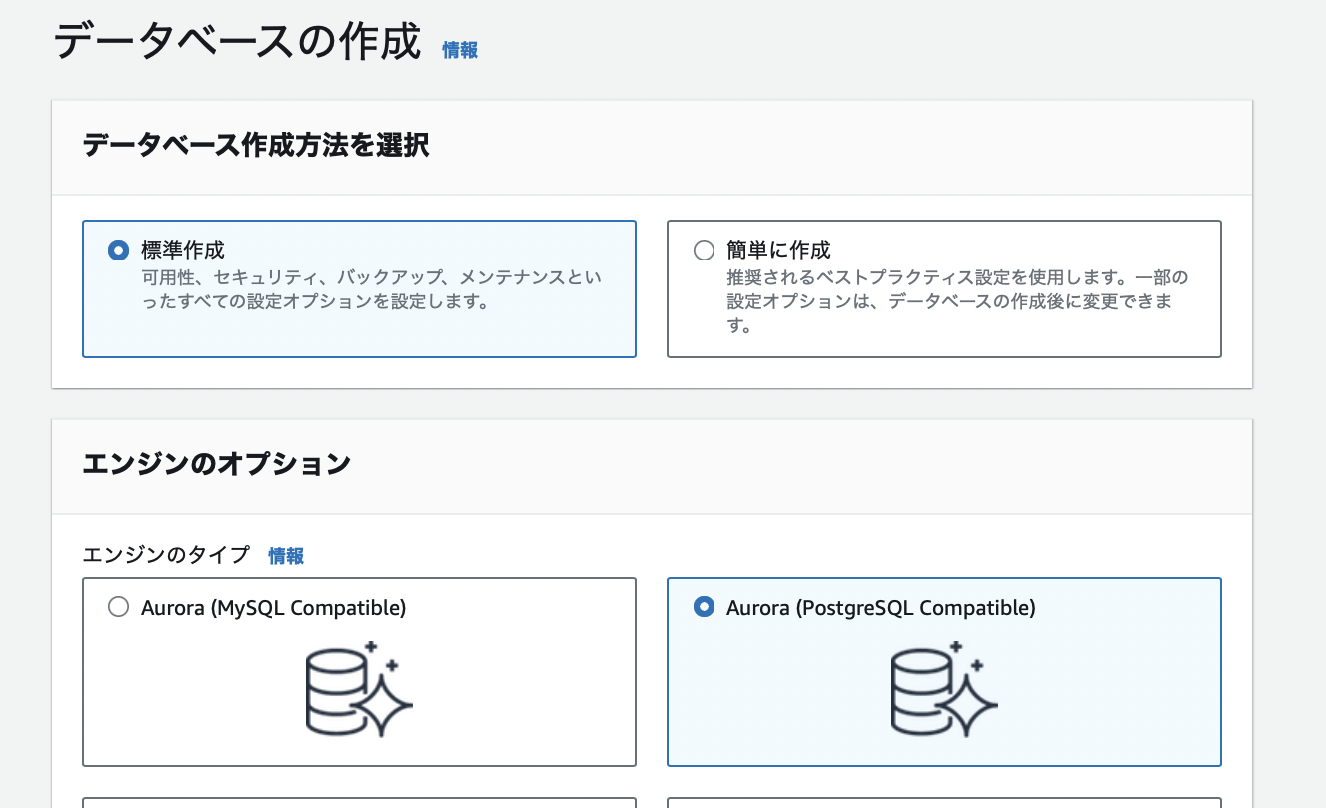 データベースの作成 情報
データベース作成方法を選択
標準作成
可用性、セキュリティ、バックアップ、メンテナンスとい
ったすべての設定オプションを設定します。
簡単に作成
推奨されるベストプラクティス設定を使用します。一部の
設定オプションは、データベースの作成後に変更できま
す。
エンジンのオプション
エンジンのタイプ 情報
Aurora (MySQL Compatible)
Aurora (PostgreSQL Compatible)